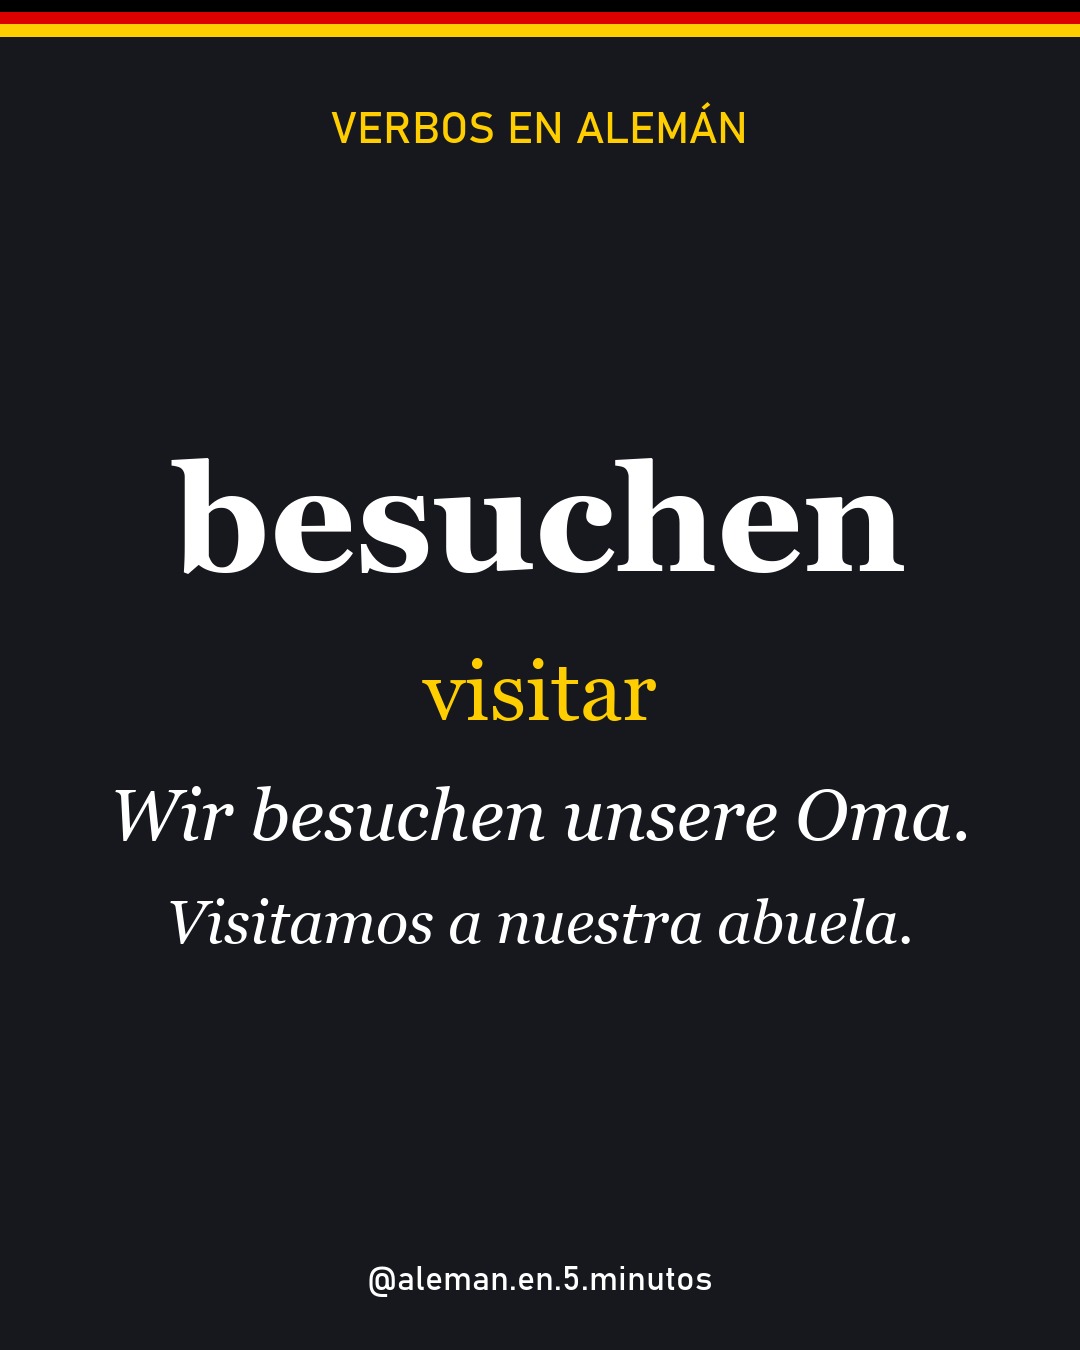 VERBOS EN ALEMÁN
besuchen
visitar
Wir besuchen unsere Oma.
Visitamos a nuestra abuela.
@aleman.en.5.minutos